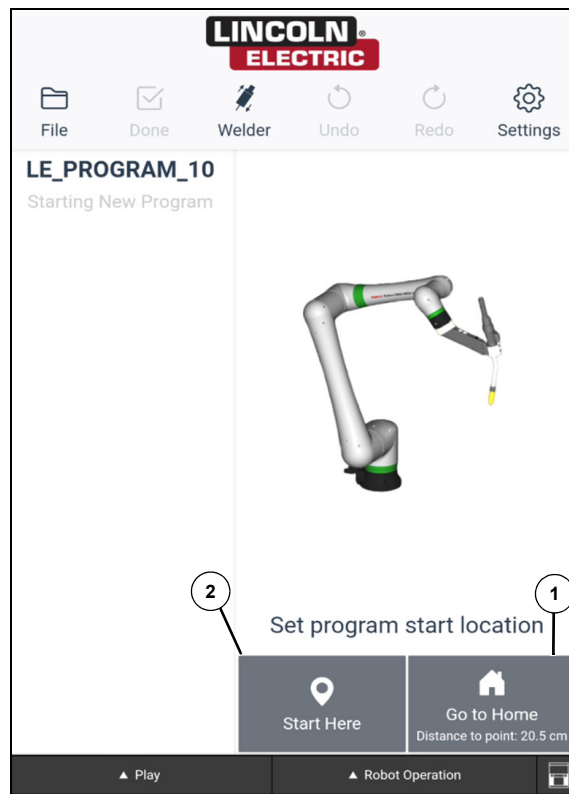 LINCOLN
ELECTRIC
File
Done
Welder
Undo
Redo
Settings
LE_PROGRAM_10
Starting New Program
2
1
Set program start location
Start Here
Go to Home
Distance to point: 20.5 cm
▲ Play
▲ Robot Operation